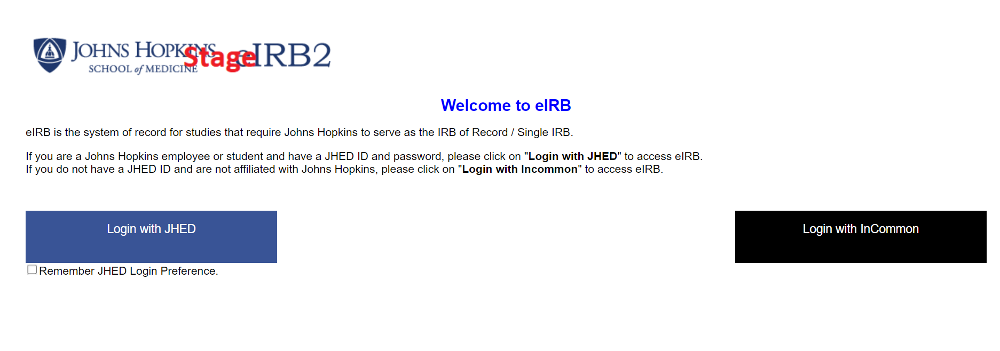 JOHNS HOPKINS
SCHOOL of MEDICINE
Stage
eIRB2
Welcome to eIRB
eIRB is the system of record for studies that require Johns Hopkins to serve as the IRB of Record / Single IRB.
If you are a Johns Hopkins employee or student and have a JHED ID and password, please click on "Login with JHED" to access eIRB.
If you do not have a JHED ID and are not affiliated with Johns Hopkins, please click on "Login with Incommon" to access eIRB.
Login with JHED
Login with InCommon
Remember JHED Login Preference.